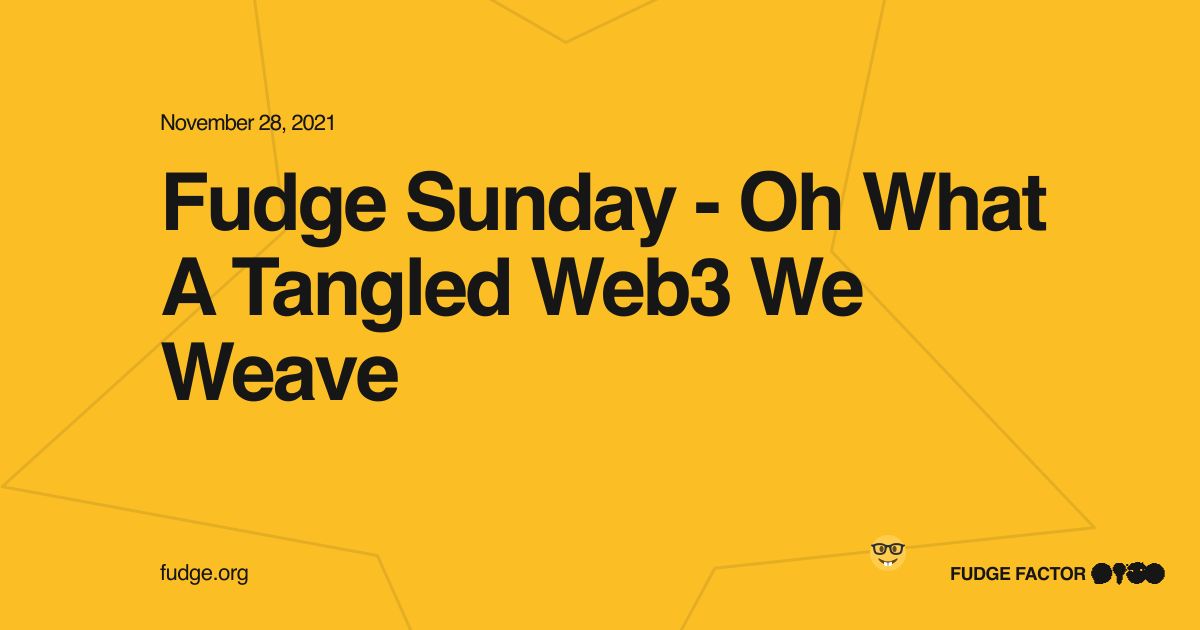 November 28, 2021
Fudge Sunday - Oh What
A Tangled Web3 We
Weave
fudge.org
FUDGE FACTOR